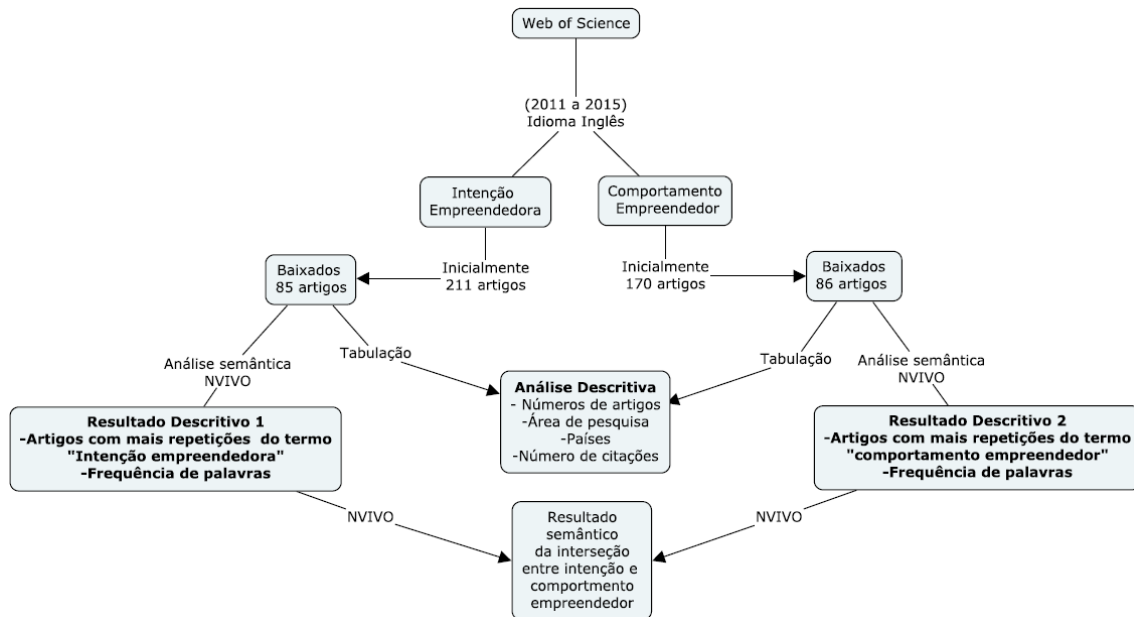 Web of Science
(2011 a 2015)
Idioma Inglês
Intenção
Empreendedora
Comportamento
Empreendedor
Inicialmente
211 artigos
Inicialmente
170 artigos
Baixados
85 artigos
Baixados
86 artigos
Análise semântica
NVIVO
Tabulação
Tabulação
Análise semântica
NVIVO
Análise Descritiva
- Números de artigos
-Área de pesquisa
-Países
-Número de citações
Resultado Descritivo 1
-Artigos com mais repetições do termo
"Intenção empreendedora"
-Frequência de palavras
Resultado Descritivo 2
-Artigos com mais repetições do termo
"comportamento empreendedor"
-Frequência de palavras
NVIVO
NVIVO
Resultado
semântico
da interseção
entre intenção e
comportmento
empreendedor